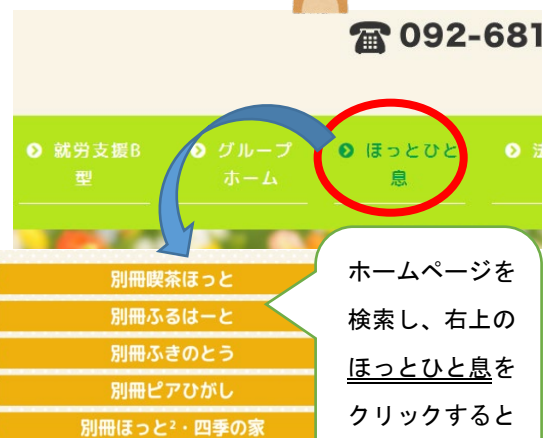 ☎ 092-681
就労支援B
型
グループ
ホーム
ほっとひと
息
別冊喫茶ほっと
別冊ふるはーと
別冊ふきのとう
別冊ピアひがし
別冊ほっと²・四季の家
ホームページを
検索し、右上の
ほっとひと息を
クリックすると